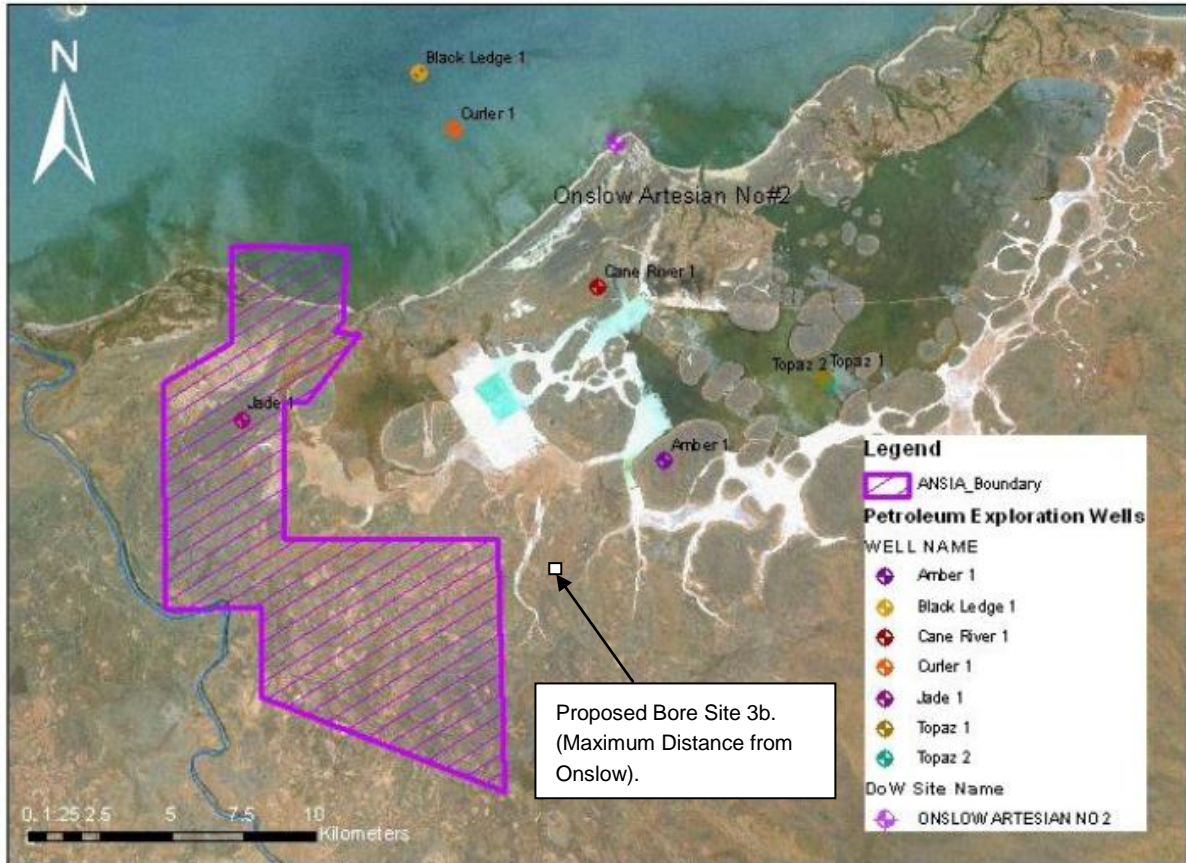 N
Black Ledge 1
Curler 1
Onslow Artesian No#2
Cane River 1
Topaz 2 Topaz 1
Jade 1
Amber 1
Proposed Bore Site 3b.
(Maximum Distance from
Onslow).
Legend
ANSIA_Boundary
Petroleum Exploration Wells
WELL NAME
Amber 1
Black Ledge 1
Cane River 1
Curler 1
Jade 1
Topaz 1
Topaz 2
DoW Site Name
ONSLOW ARTESIAN NO 2
0 1.25 2.5 5 7.5 10
Kilometers